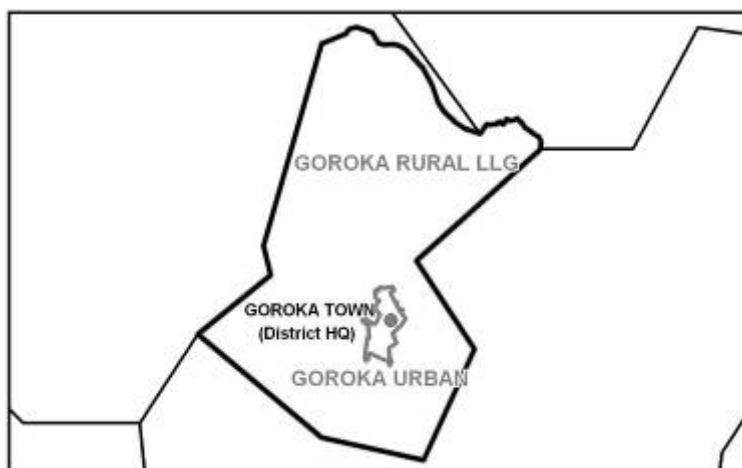 GOROKA RURAL LLG
GOROKA TOWN
(District HQ)
GOROKA URBAN